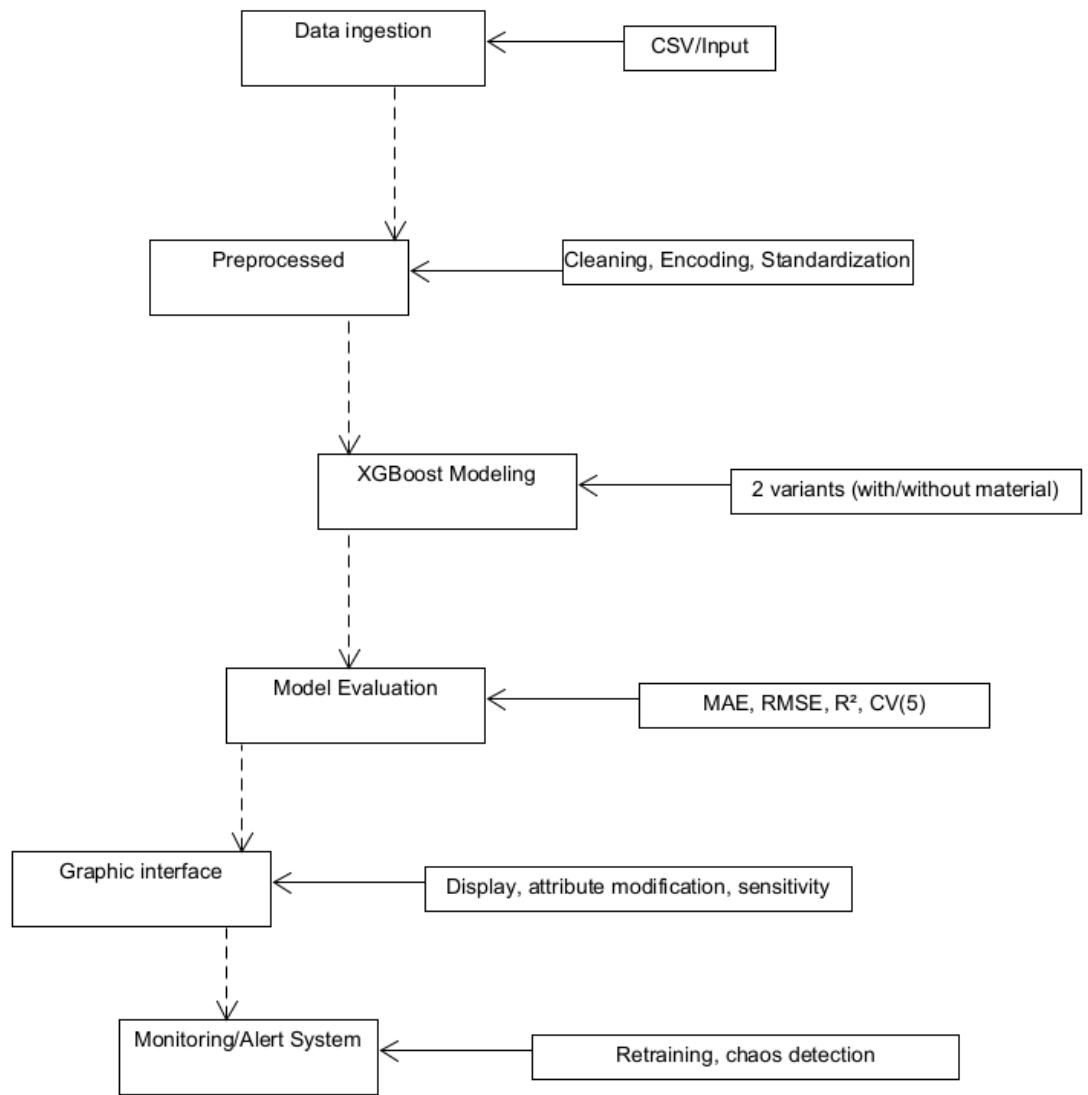 Data ingestion
CSV/Input
Preprocessed
Cleaning, Encoding, Standardization
XGBoost Modeling
2 variants (with/without material)
Model Evaluation
MAE, RMSE, R², CV(5)
Graphic interface
Display, attribute modification, sensitivity
Monitoring/Alert System
Retraining, chaos detection